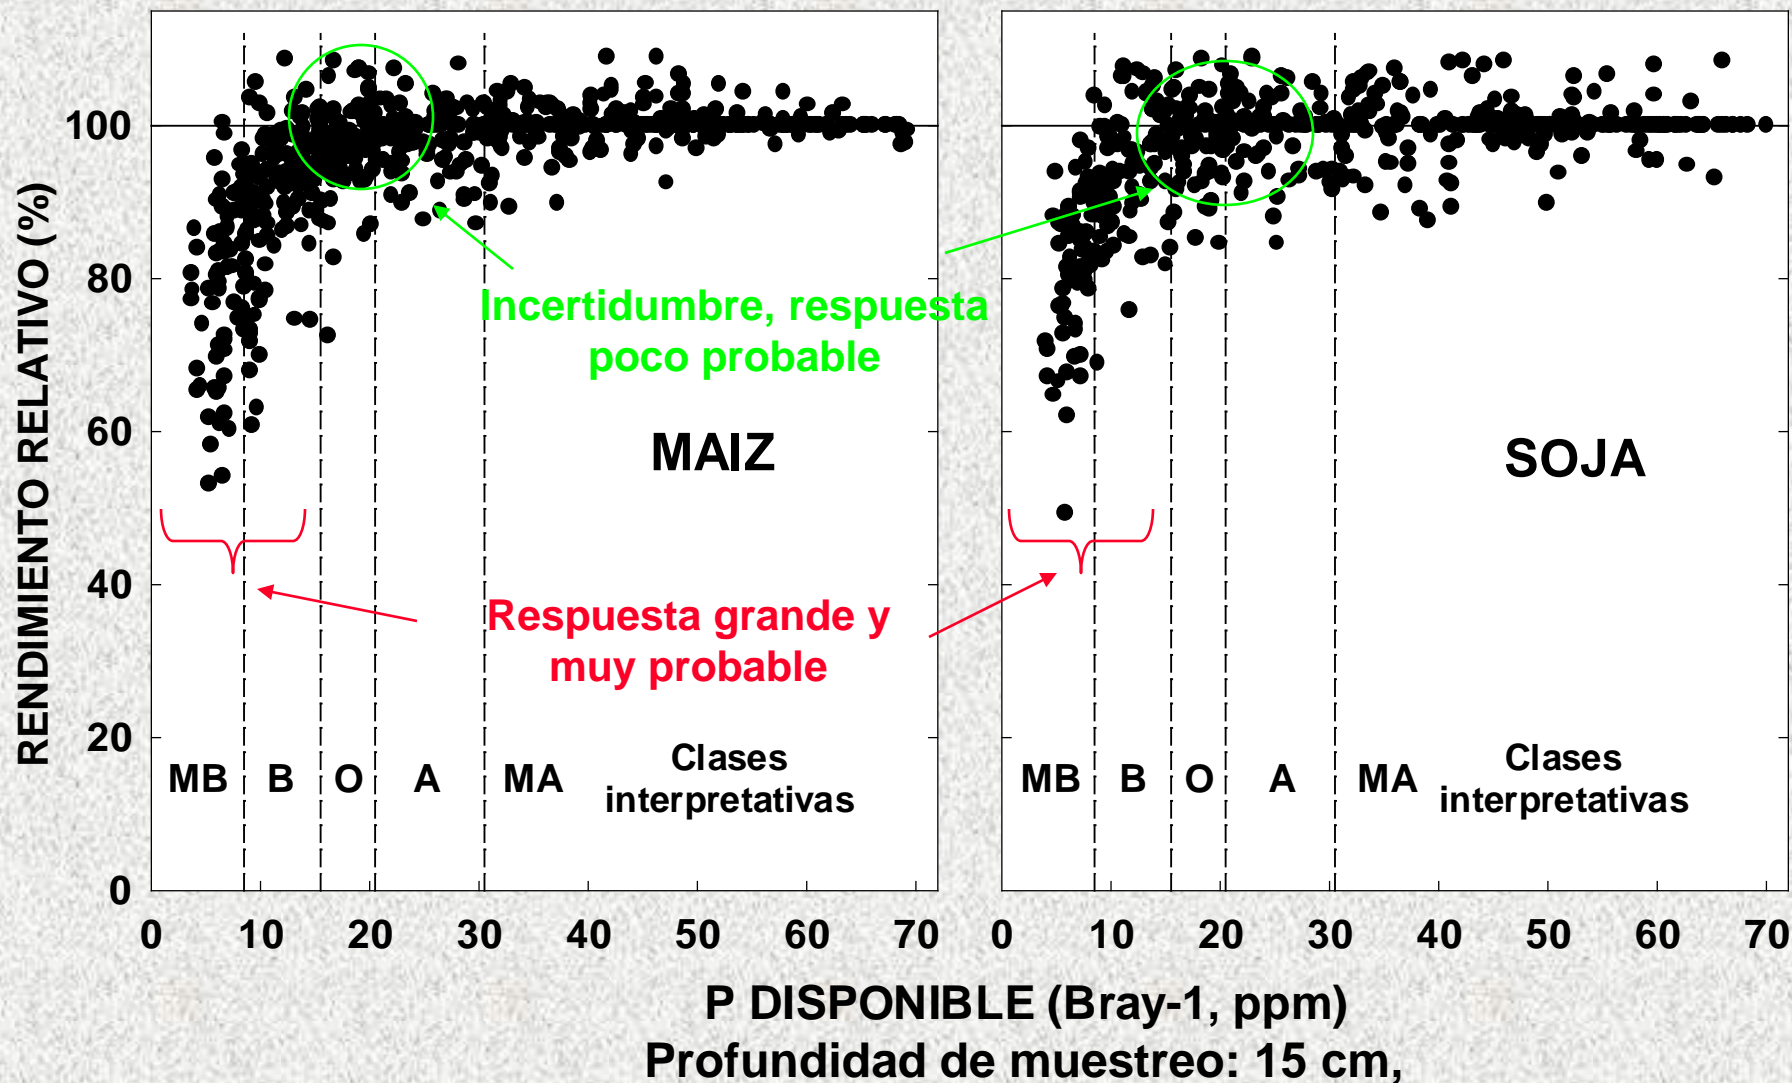 RENDIMIENTO RELATIVO (%)
100
80
60
40
20
0
Incertidumbre, respuesta
poco probable
MAIZ
SOJA
Respuesta grande y
muy probable
MB B O A MA
Clases
interpretativas
MB B O A MA
Clases
interpretativas
0 10 20 30 40 50 60 70
0 10 20 30 40 50 60 70
P DISPONIBLE (Bray-1, ppm)
Profundidad de muestreo: 15 cm,